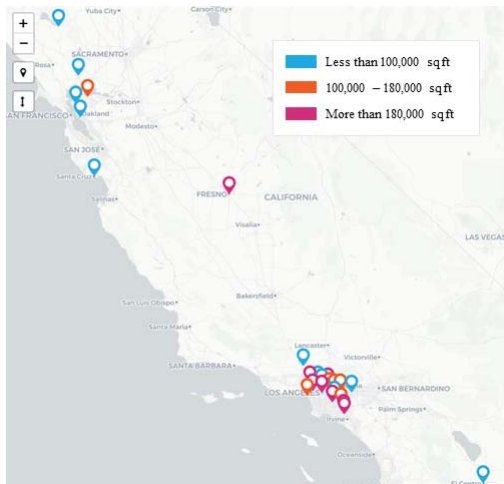 +
−
Yuba City
Carson City
Rosa
SACRAMENTO
Stockton
SAN FRANCISCO
Oakland
Modesto
SAN JOSE
Santa Cruz
Salinas
FRESNO
CALIFORNIA
Visalia
LAS VEGAS
San Luis Obispo
Bakersfield
Santa Maria
SANTA BARBARA
Lancaster
Victorville
LOS ANGELES
SAN BERNARDINO
Palm Springs
Irvine
Oceanside
El Centro
Less than 100,000 sqft
100,000 – 180,000 sqft
More than 180,000 sqft